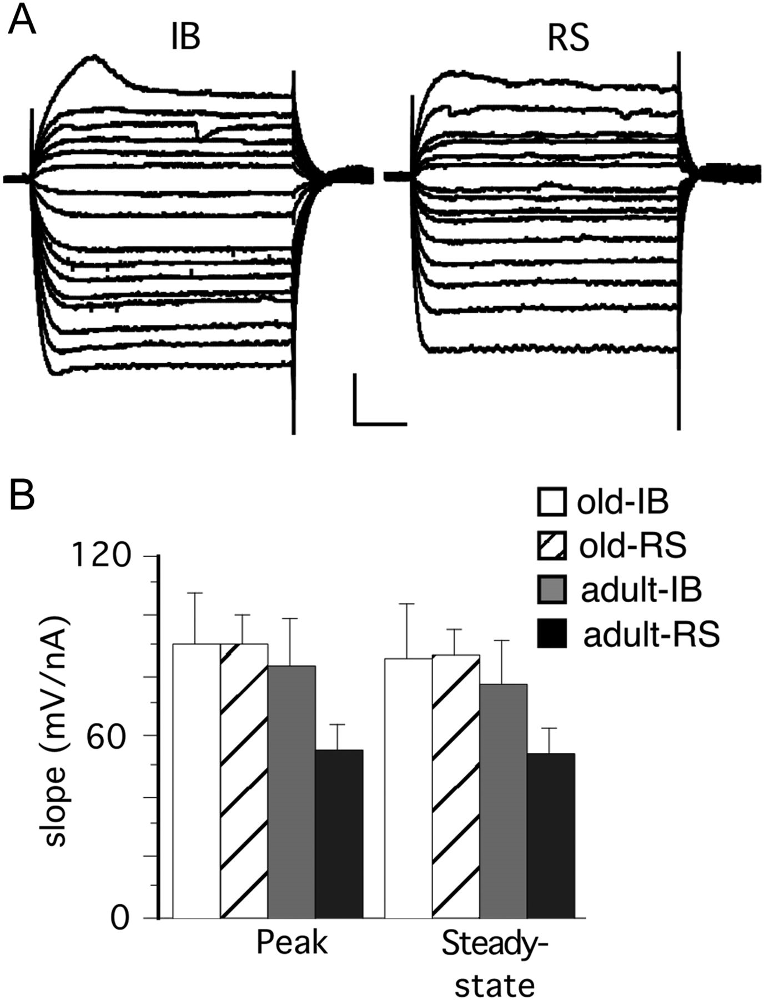 A
IB
RS
B
old-IB
old-RS
adult-IB
adult-RS
120
60
0
slope (mV/nA)
Peak
Steady-
state